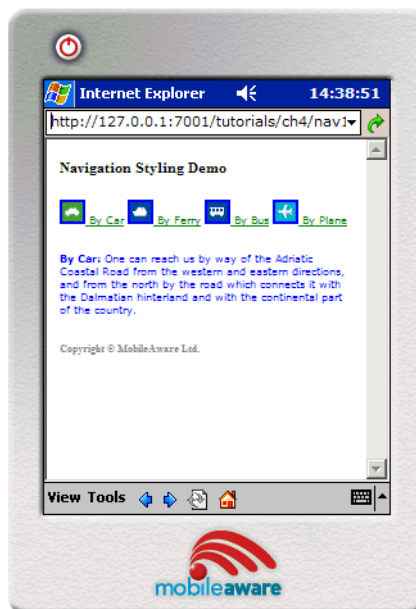 Internet Explorer 14:38:51
http://127.0.0.1:7001/tutorials/ch4/nav1
Navigation Styling Demo
By Car By Ferry By Bus By Plane
By Car: One can reach us by way of the Adriatic
Coastal Road from the western and eastern directions,
and from the north by the road which connects it with
the Dalmatian hinterland and with the continental part
of the country.
Copyright © MobileAware Ltd.
View Tools
mobileaware